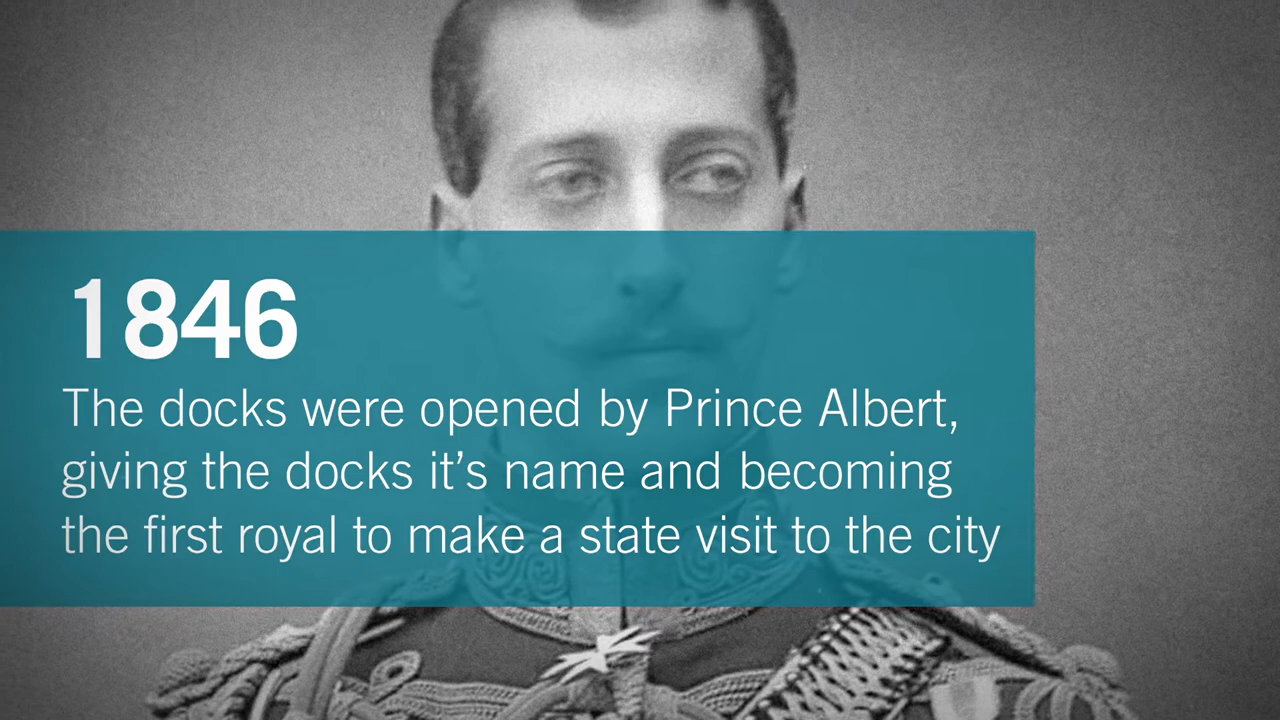 1846
The docks were opened by Prince Albert,
giving the docks it’s name and becoming
the first royal to make a state visit to the city